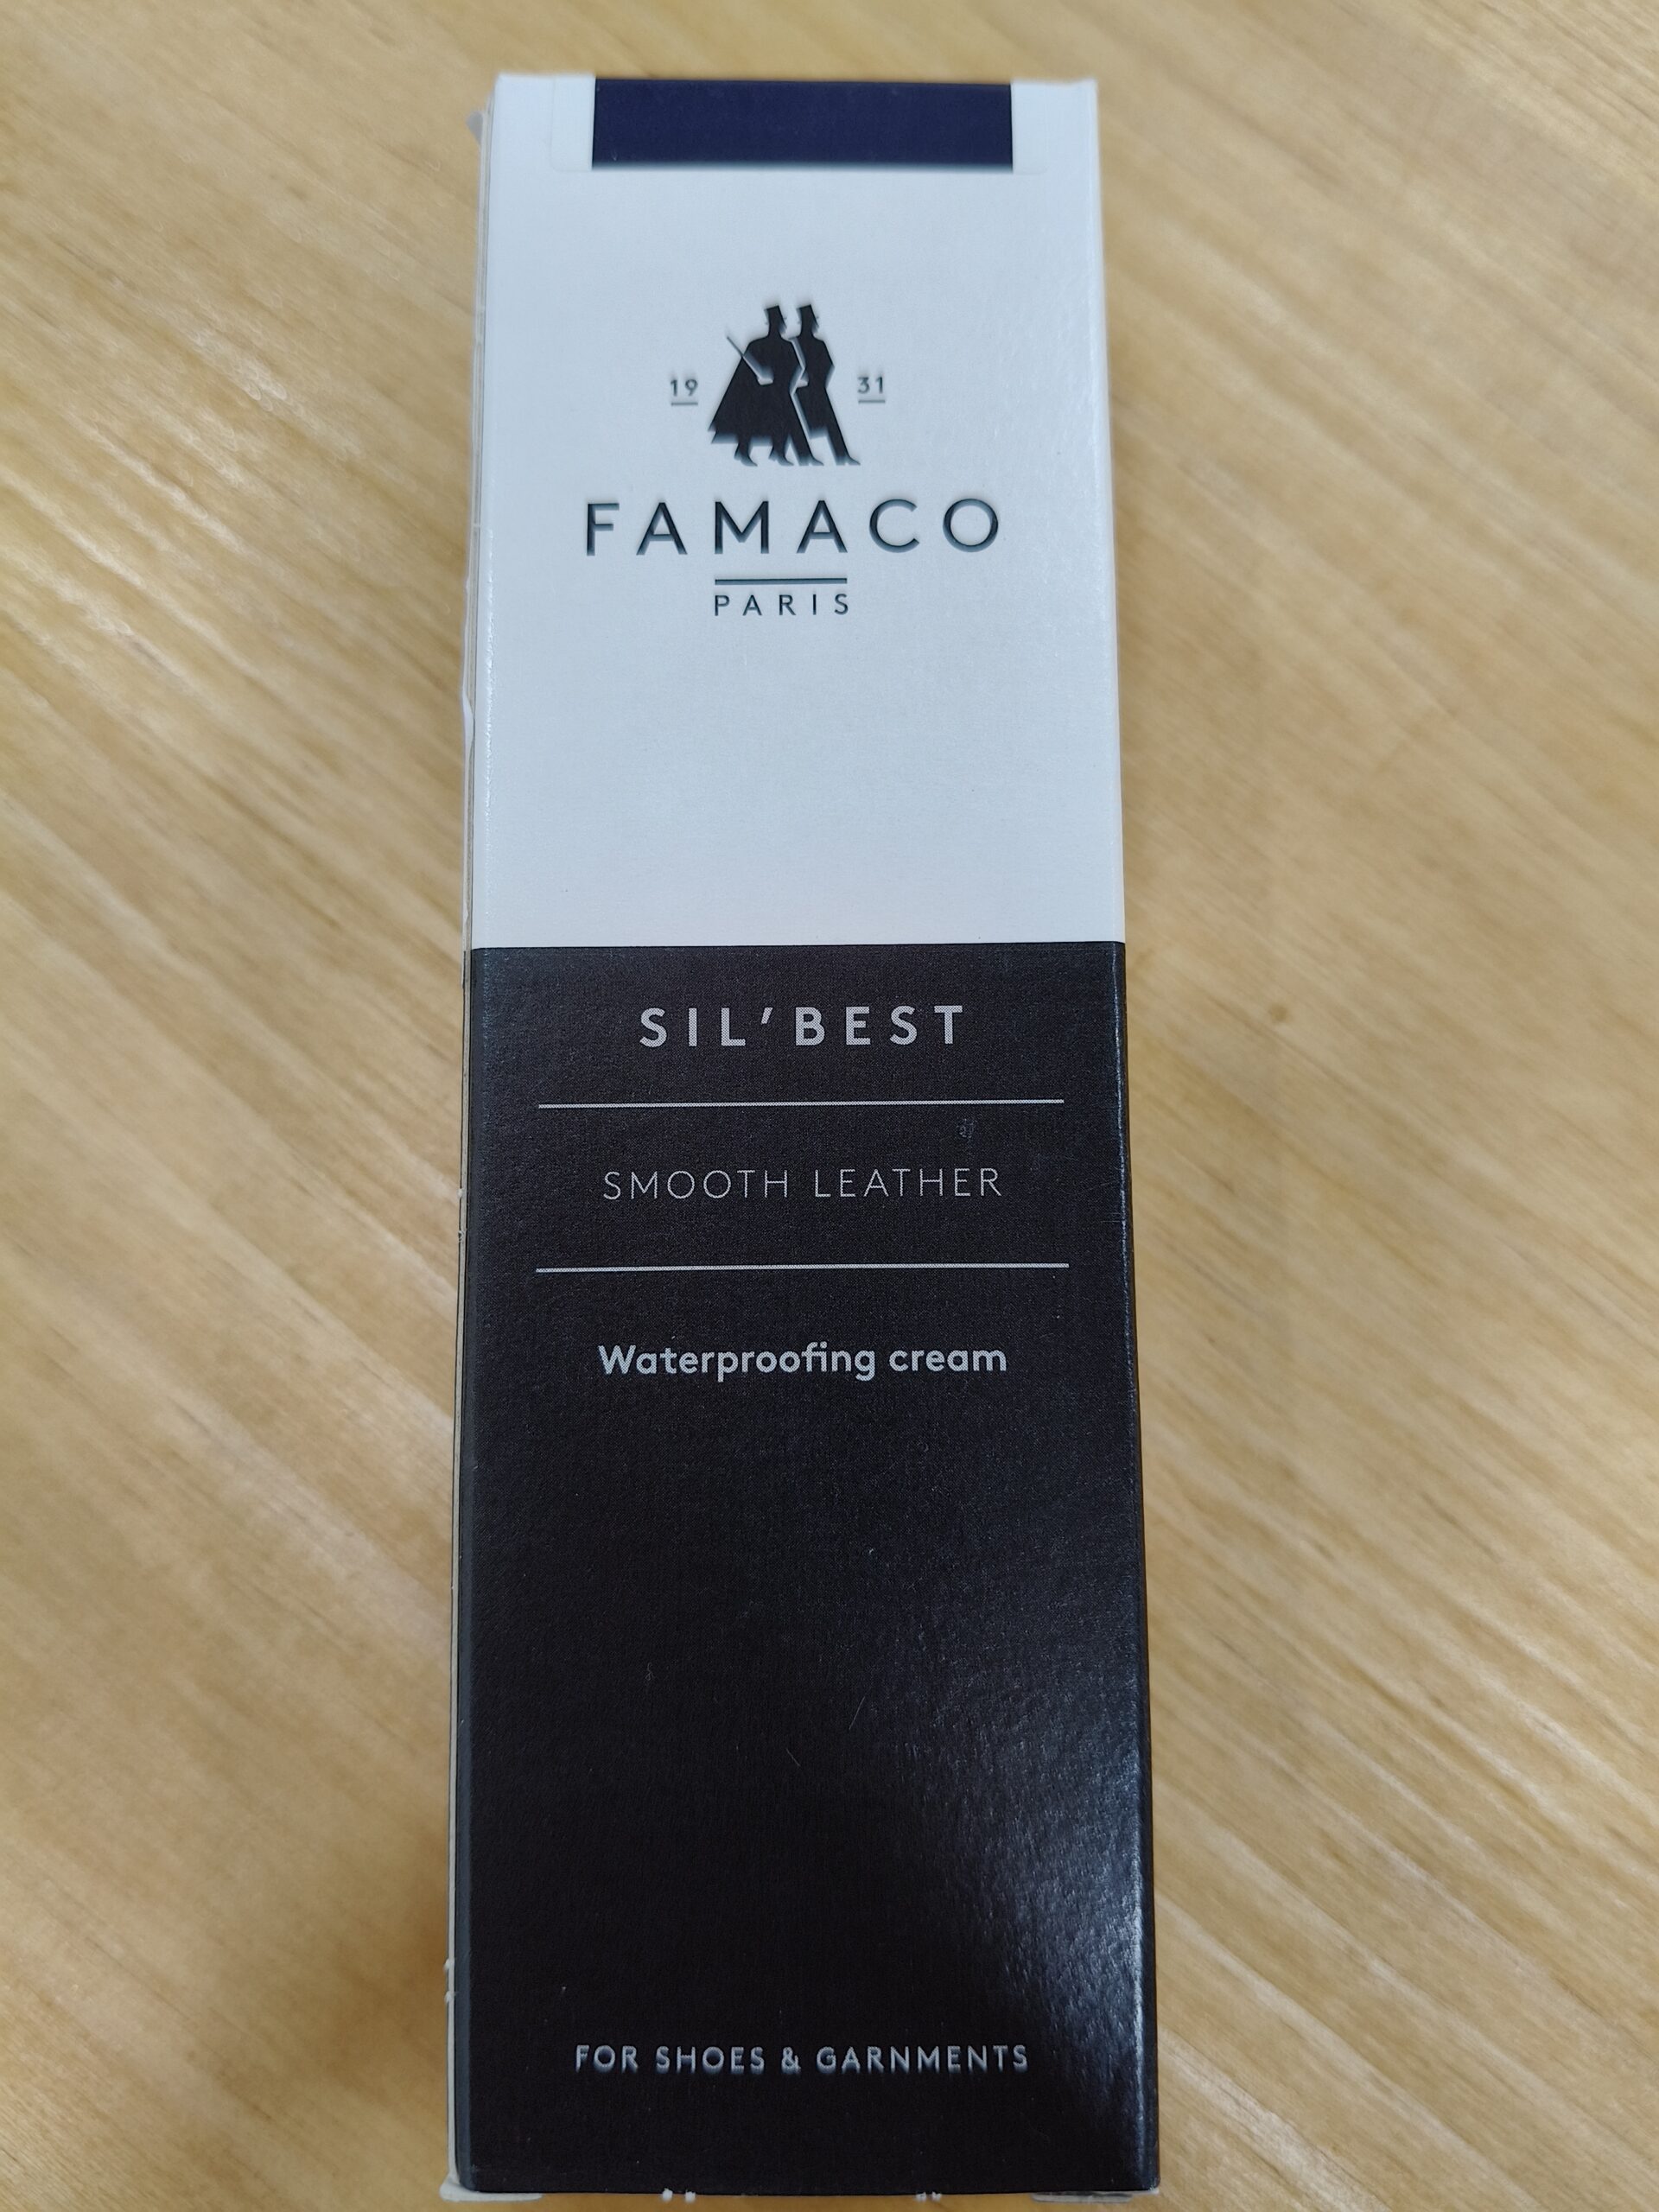 19 31
FAMACO
PARIS
SIL'BEST
SMOOTH LEATHER
Waterproofing cream
FOR SHOES & GARNMENTS